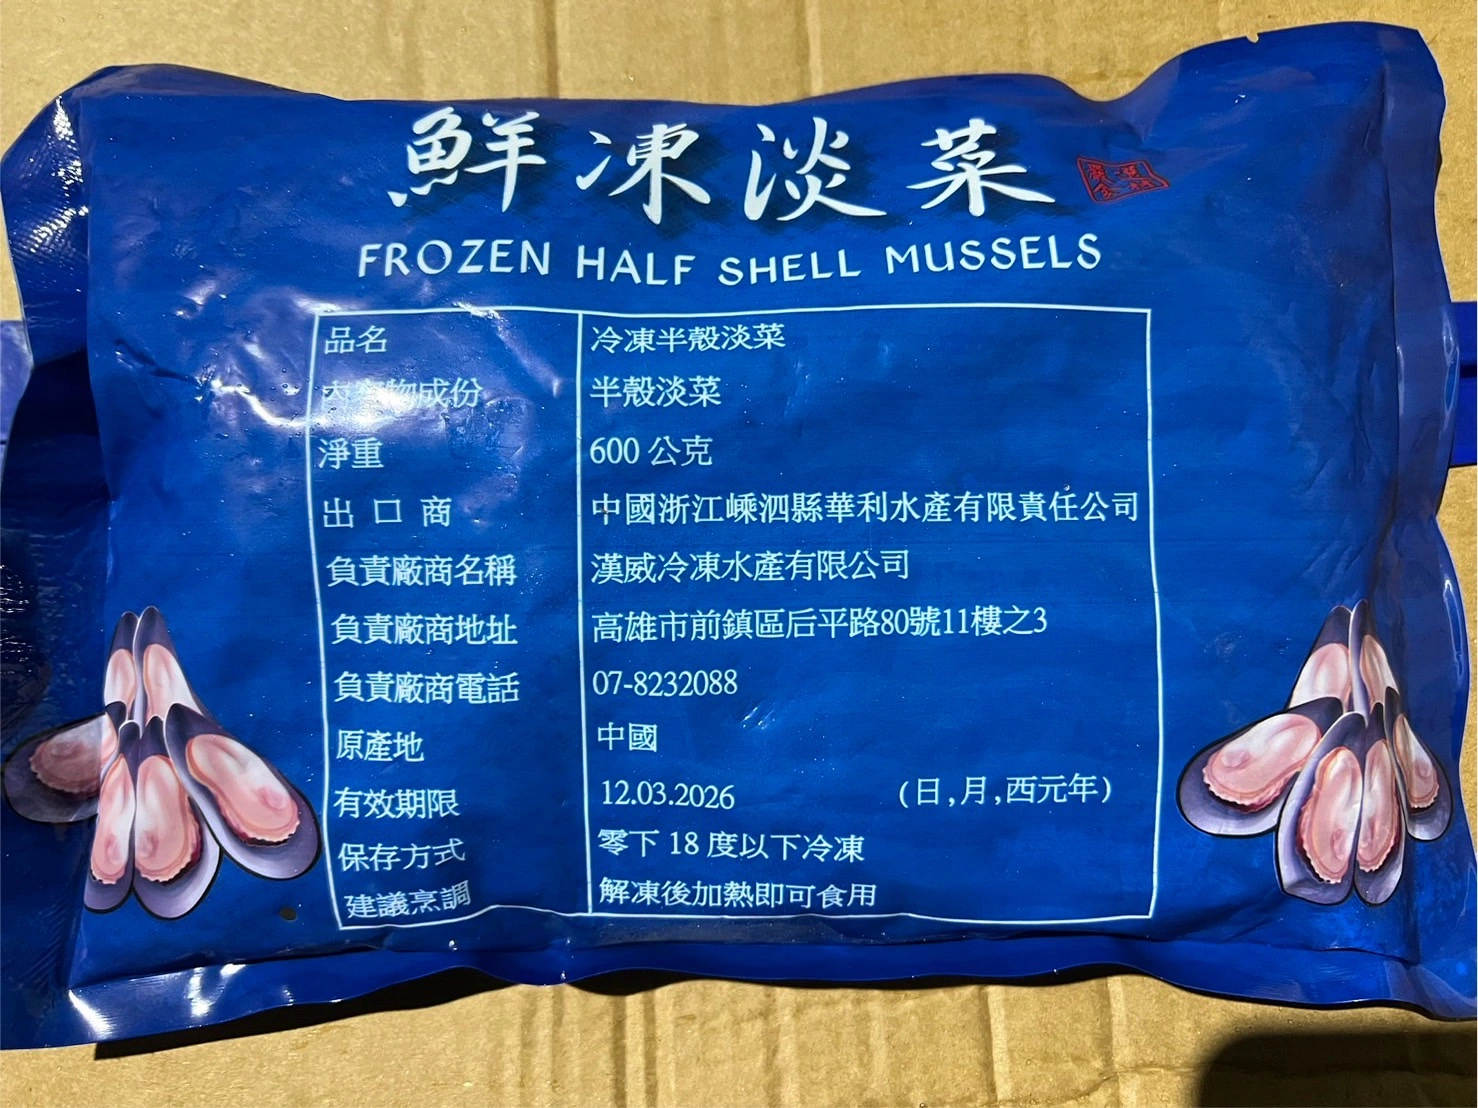 鮮凍淡菜
FROZEN HALF SHELL MUSSELS
品名 冷凍半殼淡菜
內容物成份 半殼淡菜
淨重 600 公克
出口商 中國浙江嵊泗縣華利水產有限責任公司
負責廠商名稱 漢威冷凍水產有限公司
負責廠商地址 高雄市前鎮區后平路80號11樓之3
負責廠商電話 07-8232088
原產地 中國
有效期限 12.03.2026 (日,月,西元年)
保存方式 零下 18 度以下冷凍
建議烹調 解凍後加熱即可食用